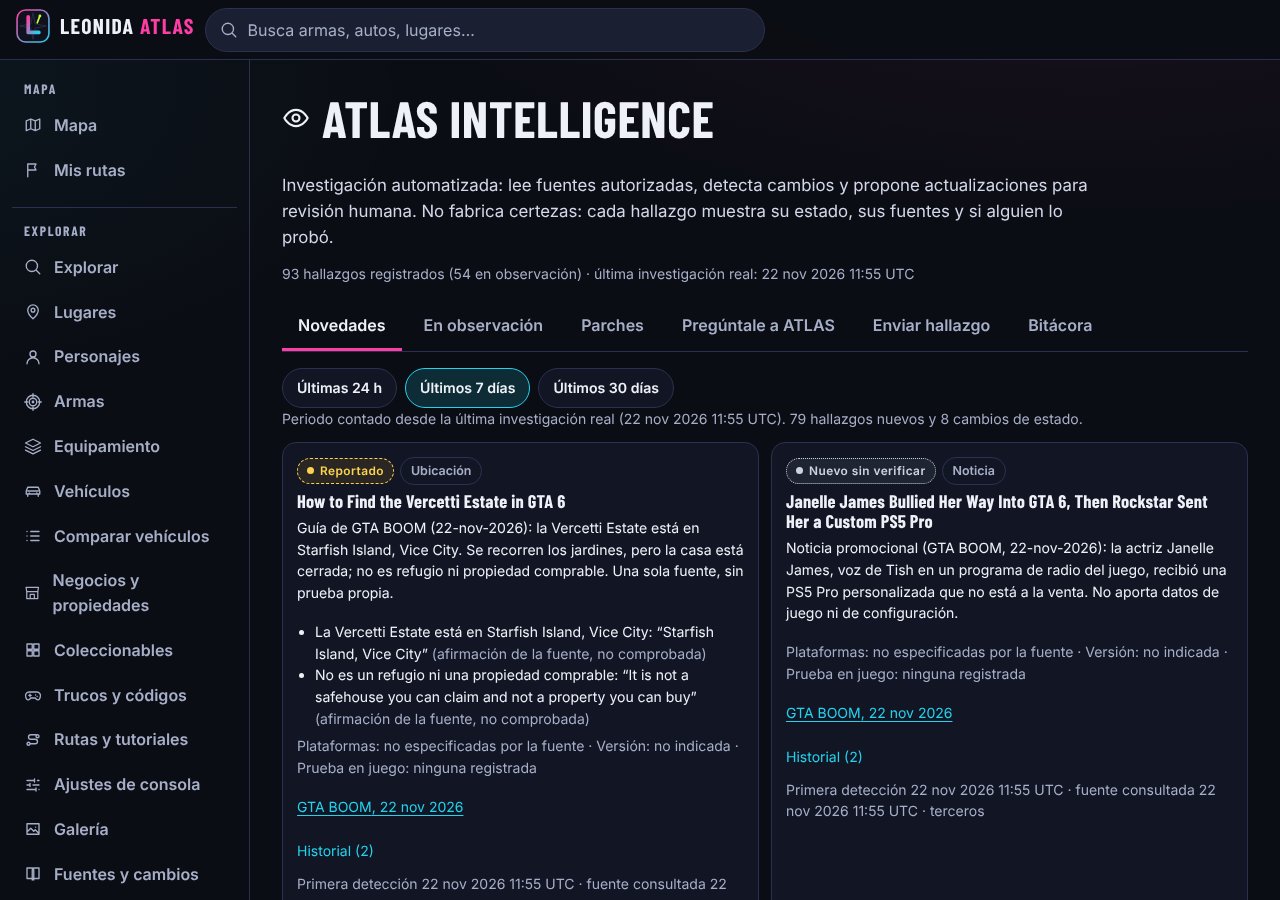 LEONIDA ATLAS
Busca armas, autos, lugares...
MAPA
Mapa
Mis rutas
EXPLORAR
Explorar
Lugares
Personajes
Armas
Equipamiento
Vehículos
Comparar vehículos
Negocios y
propiedades
Coleccionables
Trucos y códigos
Rutas y tutoriales
Ajustes de consola
Galería
Fuentes y cambios
ATLAS INTELLIGENCE
Investigación automatizada: lee fuentes autorizadas, detecta cambios y propone actualizaciones para
revisión humana. No fabrica certezas: cada hallazgo muestra su estado, sus fuentes y si alguien lo
probó.
93 hallazgos registrados (54 en observación) · última investigación real: 22 nov 2026 11:55 UTC
Novedades
En observación
Parches
Pregúntale a ATLAS
Enviar hallazgo
Bitácora
Últimas 24 h
Últimos 7 días
Últimos 30 días
Periodo contado desde la última investigación real (22 nov 2026 11:55 UTC). 79 hallazgos nuevos y 8 cambios de estado.
Reportado
Ubicación
How to Find the Vercetti Estate in GTA 6
Guía de GTA BOOM (22-nov-2026): la Vercetti Estate está en
Starfish Island, Vice City. Se recorren los jardines, pero la casa está
cerrada; no es refugio ni propiedad comprable. Una sola fuente, sin
prueba propia.
• La Vercetti Estate está en Starfish Island, Vice City: “Starfish
Island, Vice City” (afirmación de la fuente, no comprobada)
• No es un refugio ni una propiedad comprable: “It is not a
safehouse you can claim and not a property you can buy”
(afirmación de la fuente, no comprobada)
Plataformas: no especificadas por la fuente · Versión: no indicada ·
Prueba en juego: ninguna registrada
GTA BOOM, 22 nov 2026
Historial (2)
Primera detección 22 nov 2026 11:55 UTC · fuente consultada 22
Nuevo sin verificar
Noticia
Janelle James Bullied Her Way Into GTA 6, Then Rockstar Sent
Her a Custom PS5 Pro
Noticia promocional (GTA BOOM, 22-nov-2026): la actriz Janelle
James, voz de Tish en un programa de radio del juego, recibió una
PS5 Pro personalizada que no está a la venta. No aporta datos de
juego ni de configuración.
Plataformas: no especificadas por la fuente · Versión: no indicada ·
Prueba en juego: ninguna registrada
GTA BOOM, 22 nov 2026
Historial (2)
Primera detección 22 nov 2026 11:55 UTC · fuente consultada 22
nov 2026 11:55 UTC · terceros